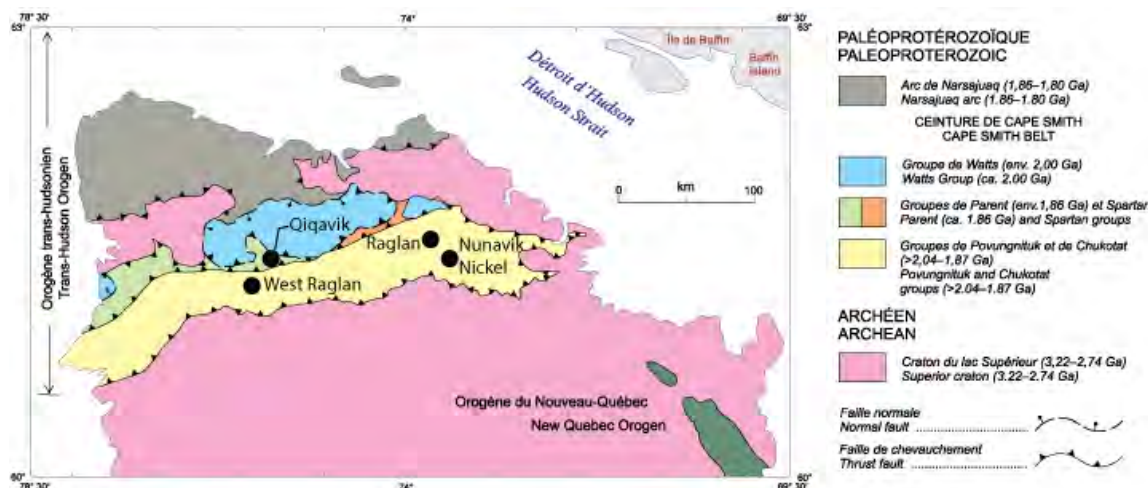 78° 30'
74°
69° 30'
63°
63°
Île de Baffin
Baffin
Island
Détroit d'Hudson
Hudson Strait
km
0
100
Orogène trans-hudsonien
Trans-Hudson Orogen
Qiqavik
Raglan
Nunavik
Nickel
West Raglan
Orogène du Nouveau-Québec
New Quebec Orogen
60°
60°
78° 30'
74°
69° 30'
PALÉOPROTÉROZOÏQUE
PALEOPROTEROZOIC
Arc de Narsajuaq (1,86–1,80 Ga)
Narsajuaq arc (1.86–1.80 Ga)
CEINTURE DE CAPE SMITH
CAPE SMITH BELT
Groupe de Watts (env. 2,00 Ga)
Watts Group (ca. 2.00 Ga)
Groupes de Parent (env.1,86 Ga) et Spartan
Parent (ca. 1.86 Ga) and Spartan groups
Groupes de Povungnituk et de Chukotat
(>2,04–1,87 Ga)
Povungnituk and Chukotat
groups (>2.04–1.87 Ga)
ARCHÉEN
ARCHEAN
Craton du lac Supérieur (3,22–2,74 Ga)
Superior craton (3.22–2.74 Ga)
Faille normale
Normal fault
Faille de chevauchement
Thrust fault